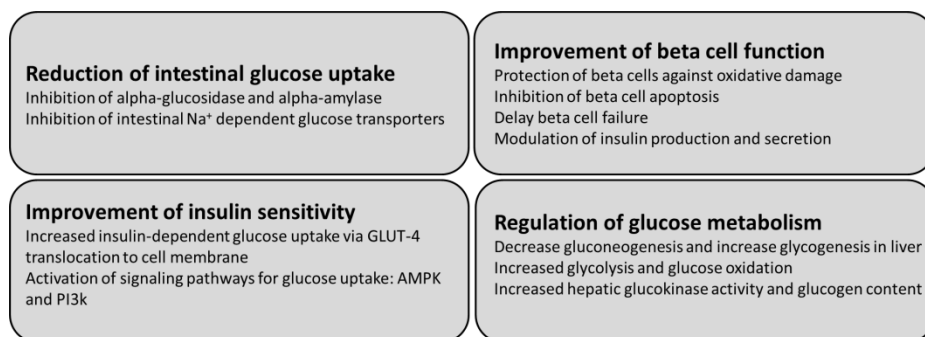 Reduction of intestinal glucose uptake
Inhibition of alpha-glucosidase and alpha-amylase
Inhibition of intestinal Na⁺ dependent glucose transporters
Improvement of beta cell function
Protection of beta cells against oxidative damage
Inhibition of beta cell apoptosis
Delay beta cell failure
Modulation of insulin production and secretion
Improvement of insulin sensitivity
Increased insulin-dependent glucose uptake via GLUT-4
translocation to cell membrane
Activation of signaling pathways for glucose uptake: AMPK
and PI3k
Regulation of glucose metabolism
Decrease gluconeogenesis and increase glycogenesis in liver
Increased glycolysis and glucose oxidation
Increased hepatic glucokinase activity and glucogen content